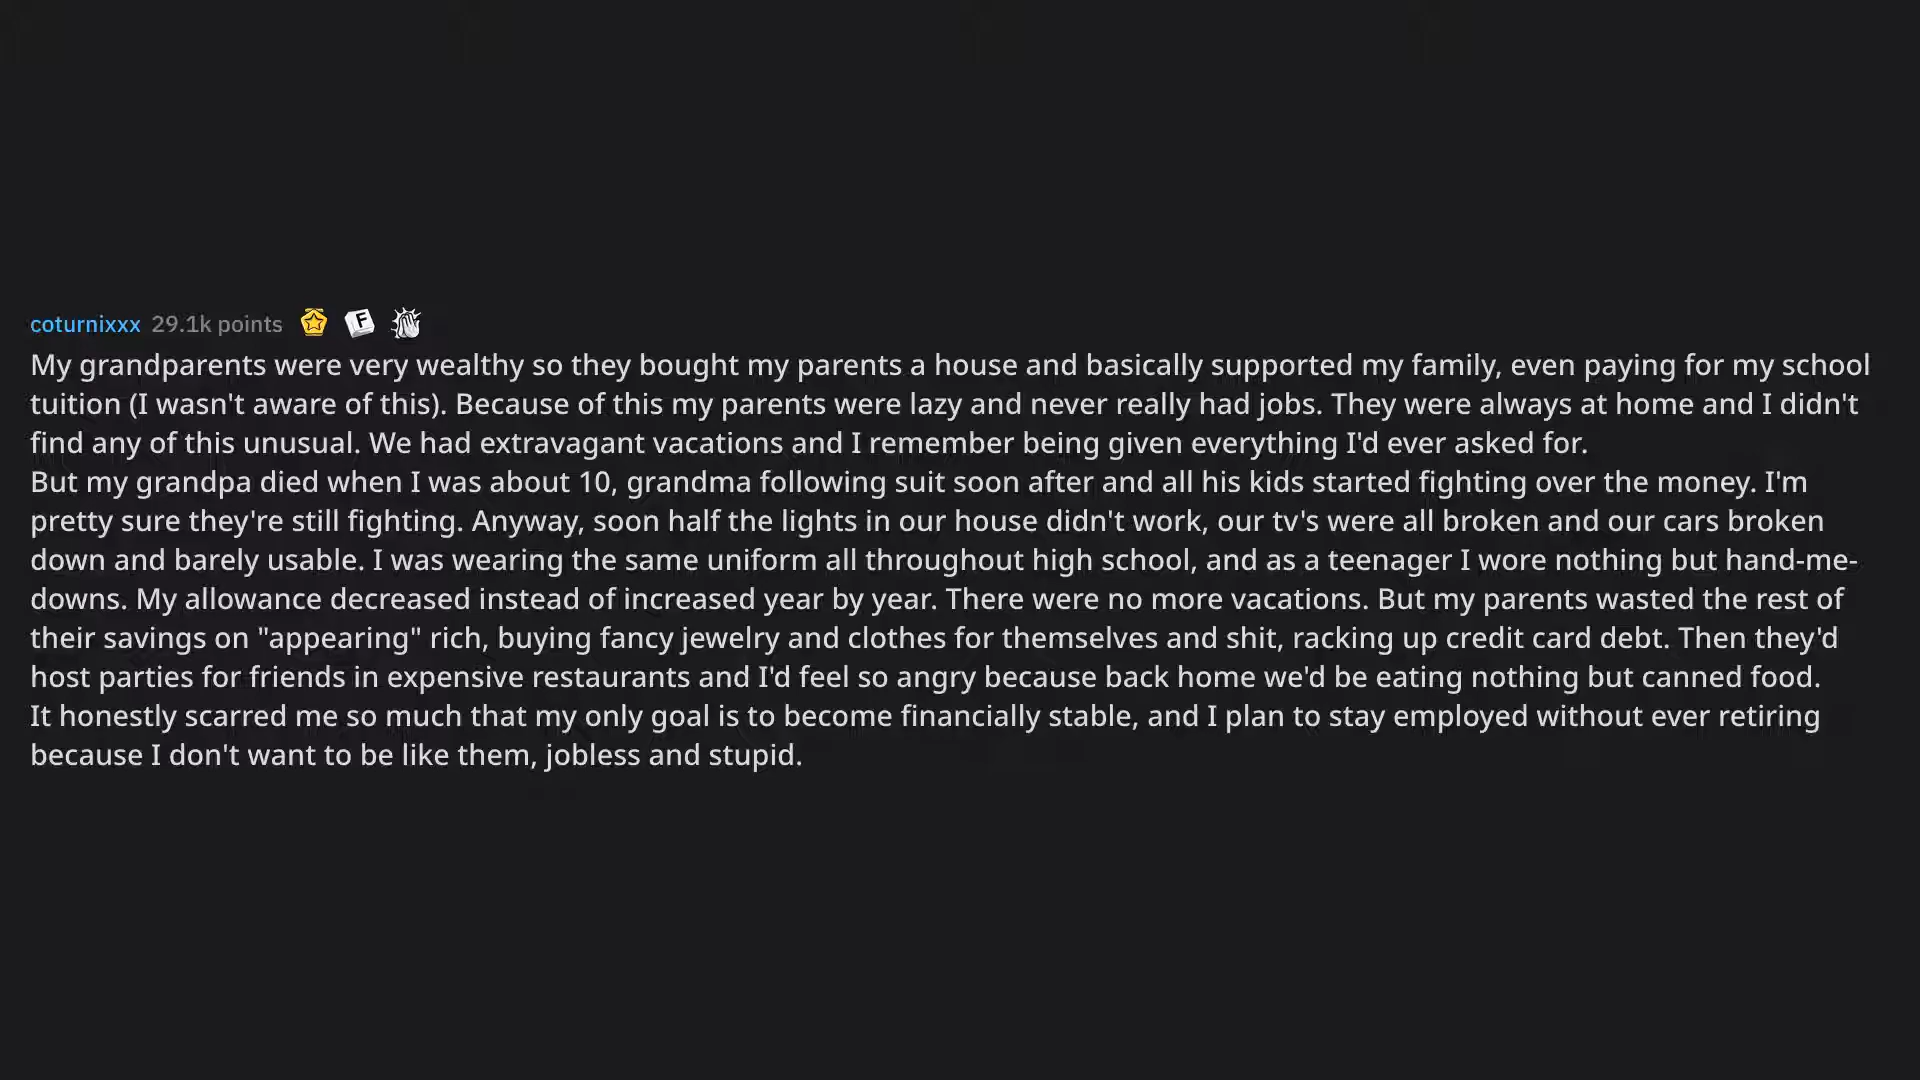 coturnixxx 29.1k points
F
My grandparents were very wealthy so they bought my parents a house and basically supported my family, even paying for my school
tuition (I wasn't aware of this). Because of this my parents were lazy and never really had jobs. They were always at home and I didn't
find any of this unusual. We had extravagant vacations and I remember being given everything I'd ever asked for.
But my grandpa died when I was about 10, grandma following suit soon after and all his kids started fighting over the money. I'm
pretty sure they're still fighting. Anyway, soon half the lights in our house didn't work, our tv's were all broken and our cars broken
down and barely usable. I was wearing the same uniform all throughout high school, and as a teenager I wore nothing but hand-me-
downs. My allowance decreased instead of increased year by year. There were no more vacations. But my parents wasted the rest of
their savings on "appearing" rich, buying fancy jewelry and clothes for themselves and shit, racking up credit card debt. Then they'd
host parties for friends in expensive restaurants and I'd feel so angry because back home we'd be eating nothing but canned food.
It honestly scarred me so much that my only goal is to become financially stable, and I plan to stay employed without ever retiring
because I don't want to be like them, jobless and stupid.